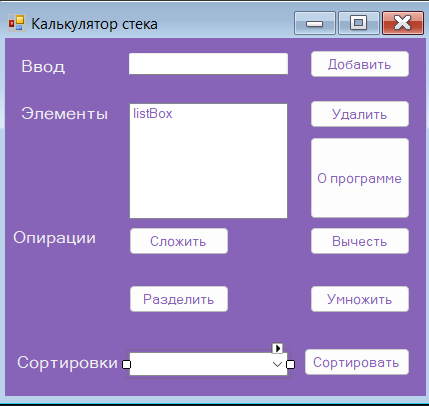 Калькулятор стека
Ввод
Добавить
Элементы
listBox
Удалить
О программе
Опирации
Сложить
Вычесть
Разделить
Умножить
Сортировки
Сортировать